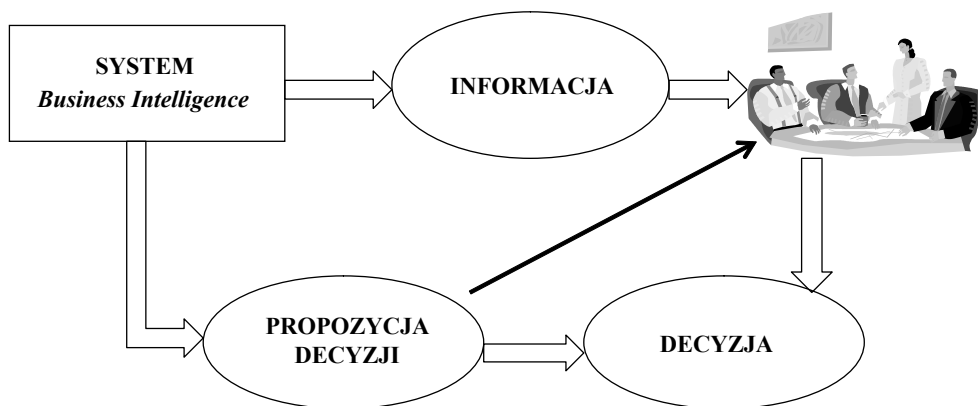 SYSTEM
Business Intelligence
INFORMACJA
PROPOZYCJA
DECYZJI
DECYZJA